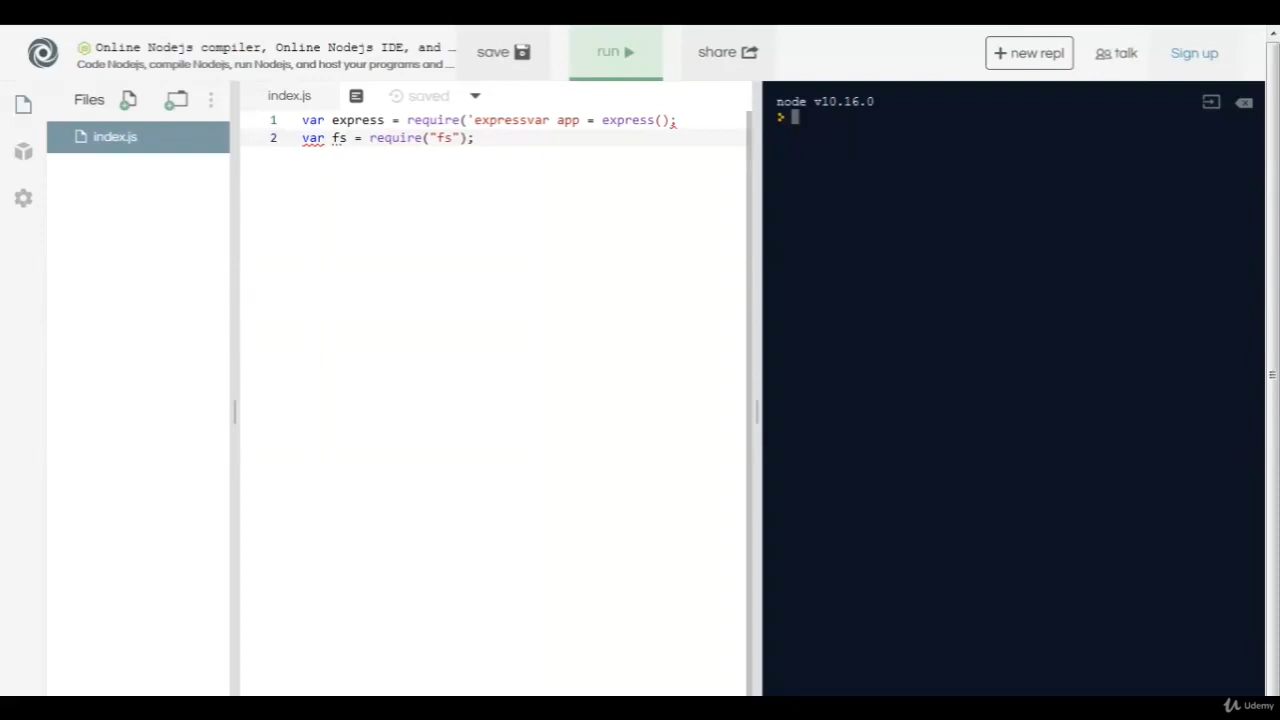 Online Nodejs compiler, Online Nodejs IDE, and ...
Code Nodejs, compile Nodejs, run Nodejs, and host your programs and ...
save
run
share
+ new repl
talk
Sign up
Files
index.js
saved
index.js
1 var express = require('expressvar app = express();
2 var fs = require("fs");
node v10.16.0
>
Udemy